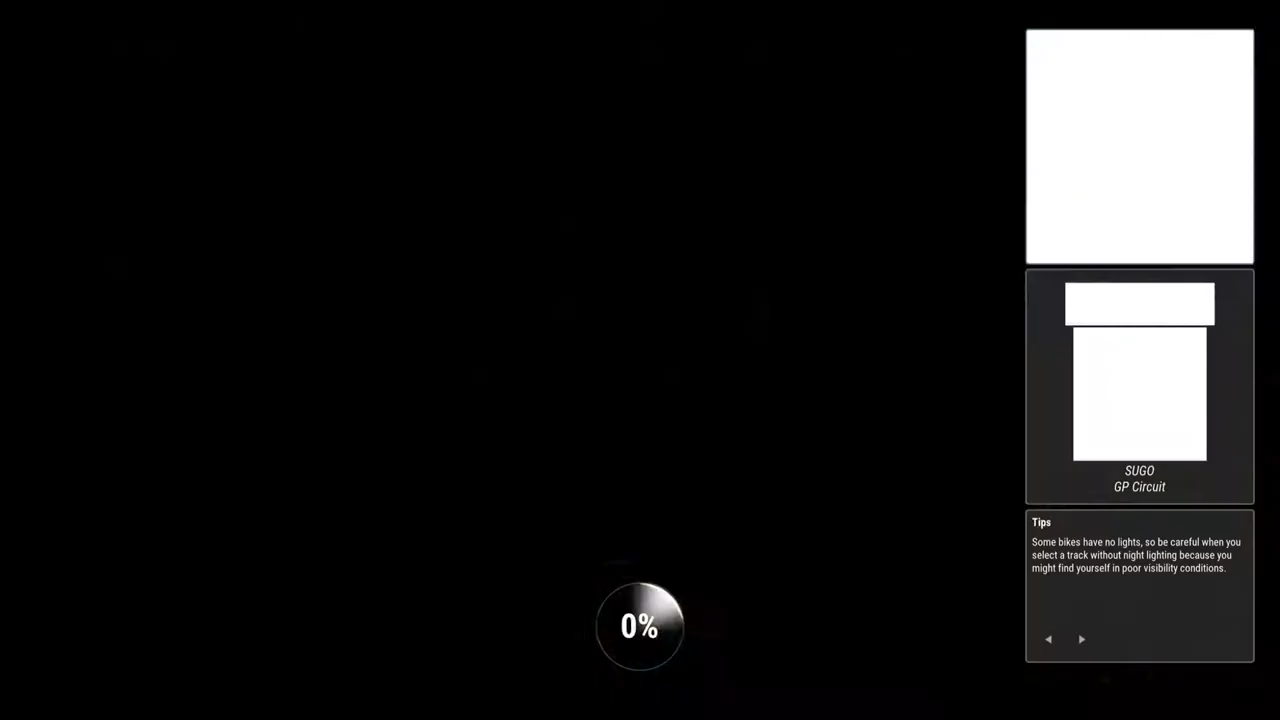 SUGO
GP Circuit
Tips
Some bikes have no lights, so be careful when you
select a track without night lighting because you
might find yourself in poor visibility conditions.
0%